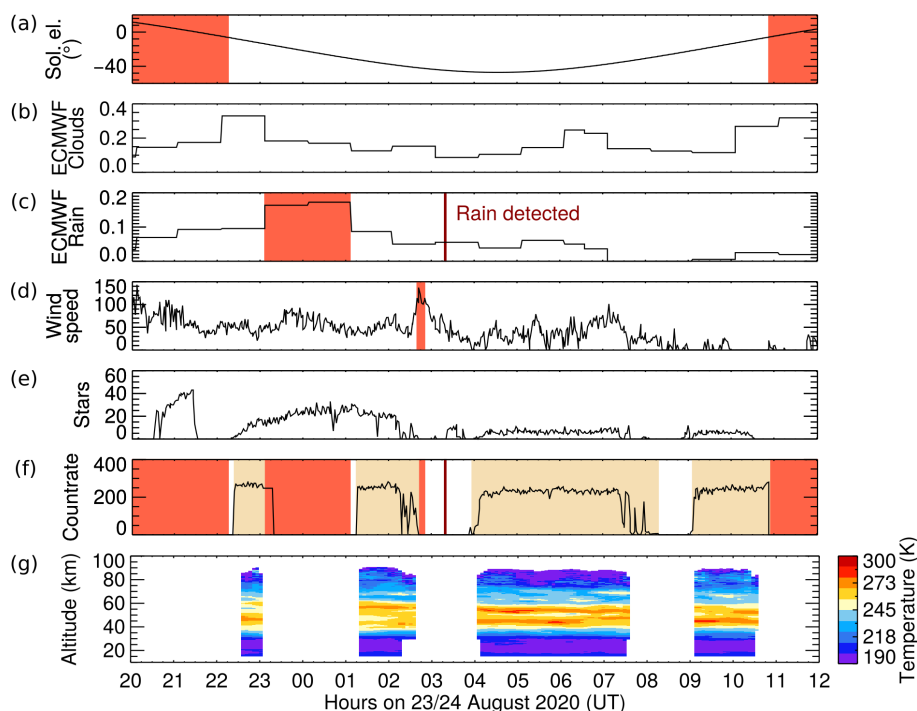 (a)
Sol. el.
(°)
0
−40
(b)
ECMWF
Clouds
0.4
0.2
0.0
(c)
ECMWF
Rain
0.2
0.1
0.0
Rain detected
(d)
Wind
speed
150
100
50
0
(e)
Stars
60
40
20
0
(f)
Countrate
400
200
0
(g)
Altitude (km)
100
80
60
40
20
300
273
245
218
190
Temperature (K)
20 21 22 23 00 01 02 03 04 05 06 07 08 09 10 11 12
Hours on 23/24 August 2020 (UT)